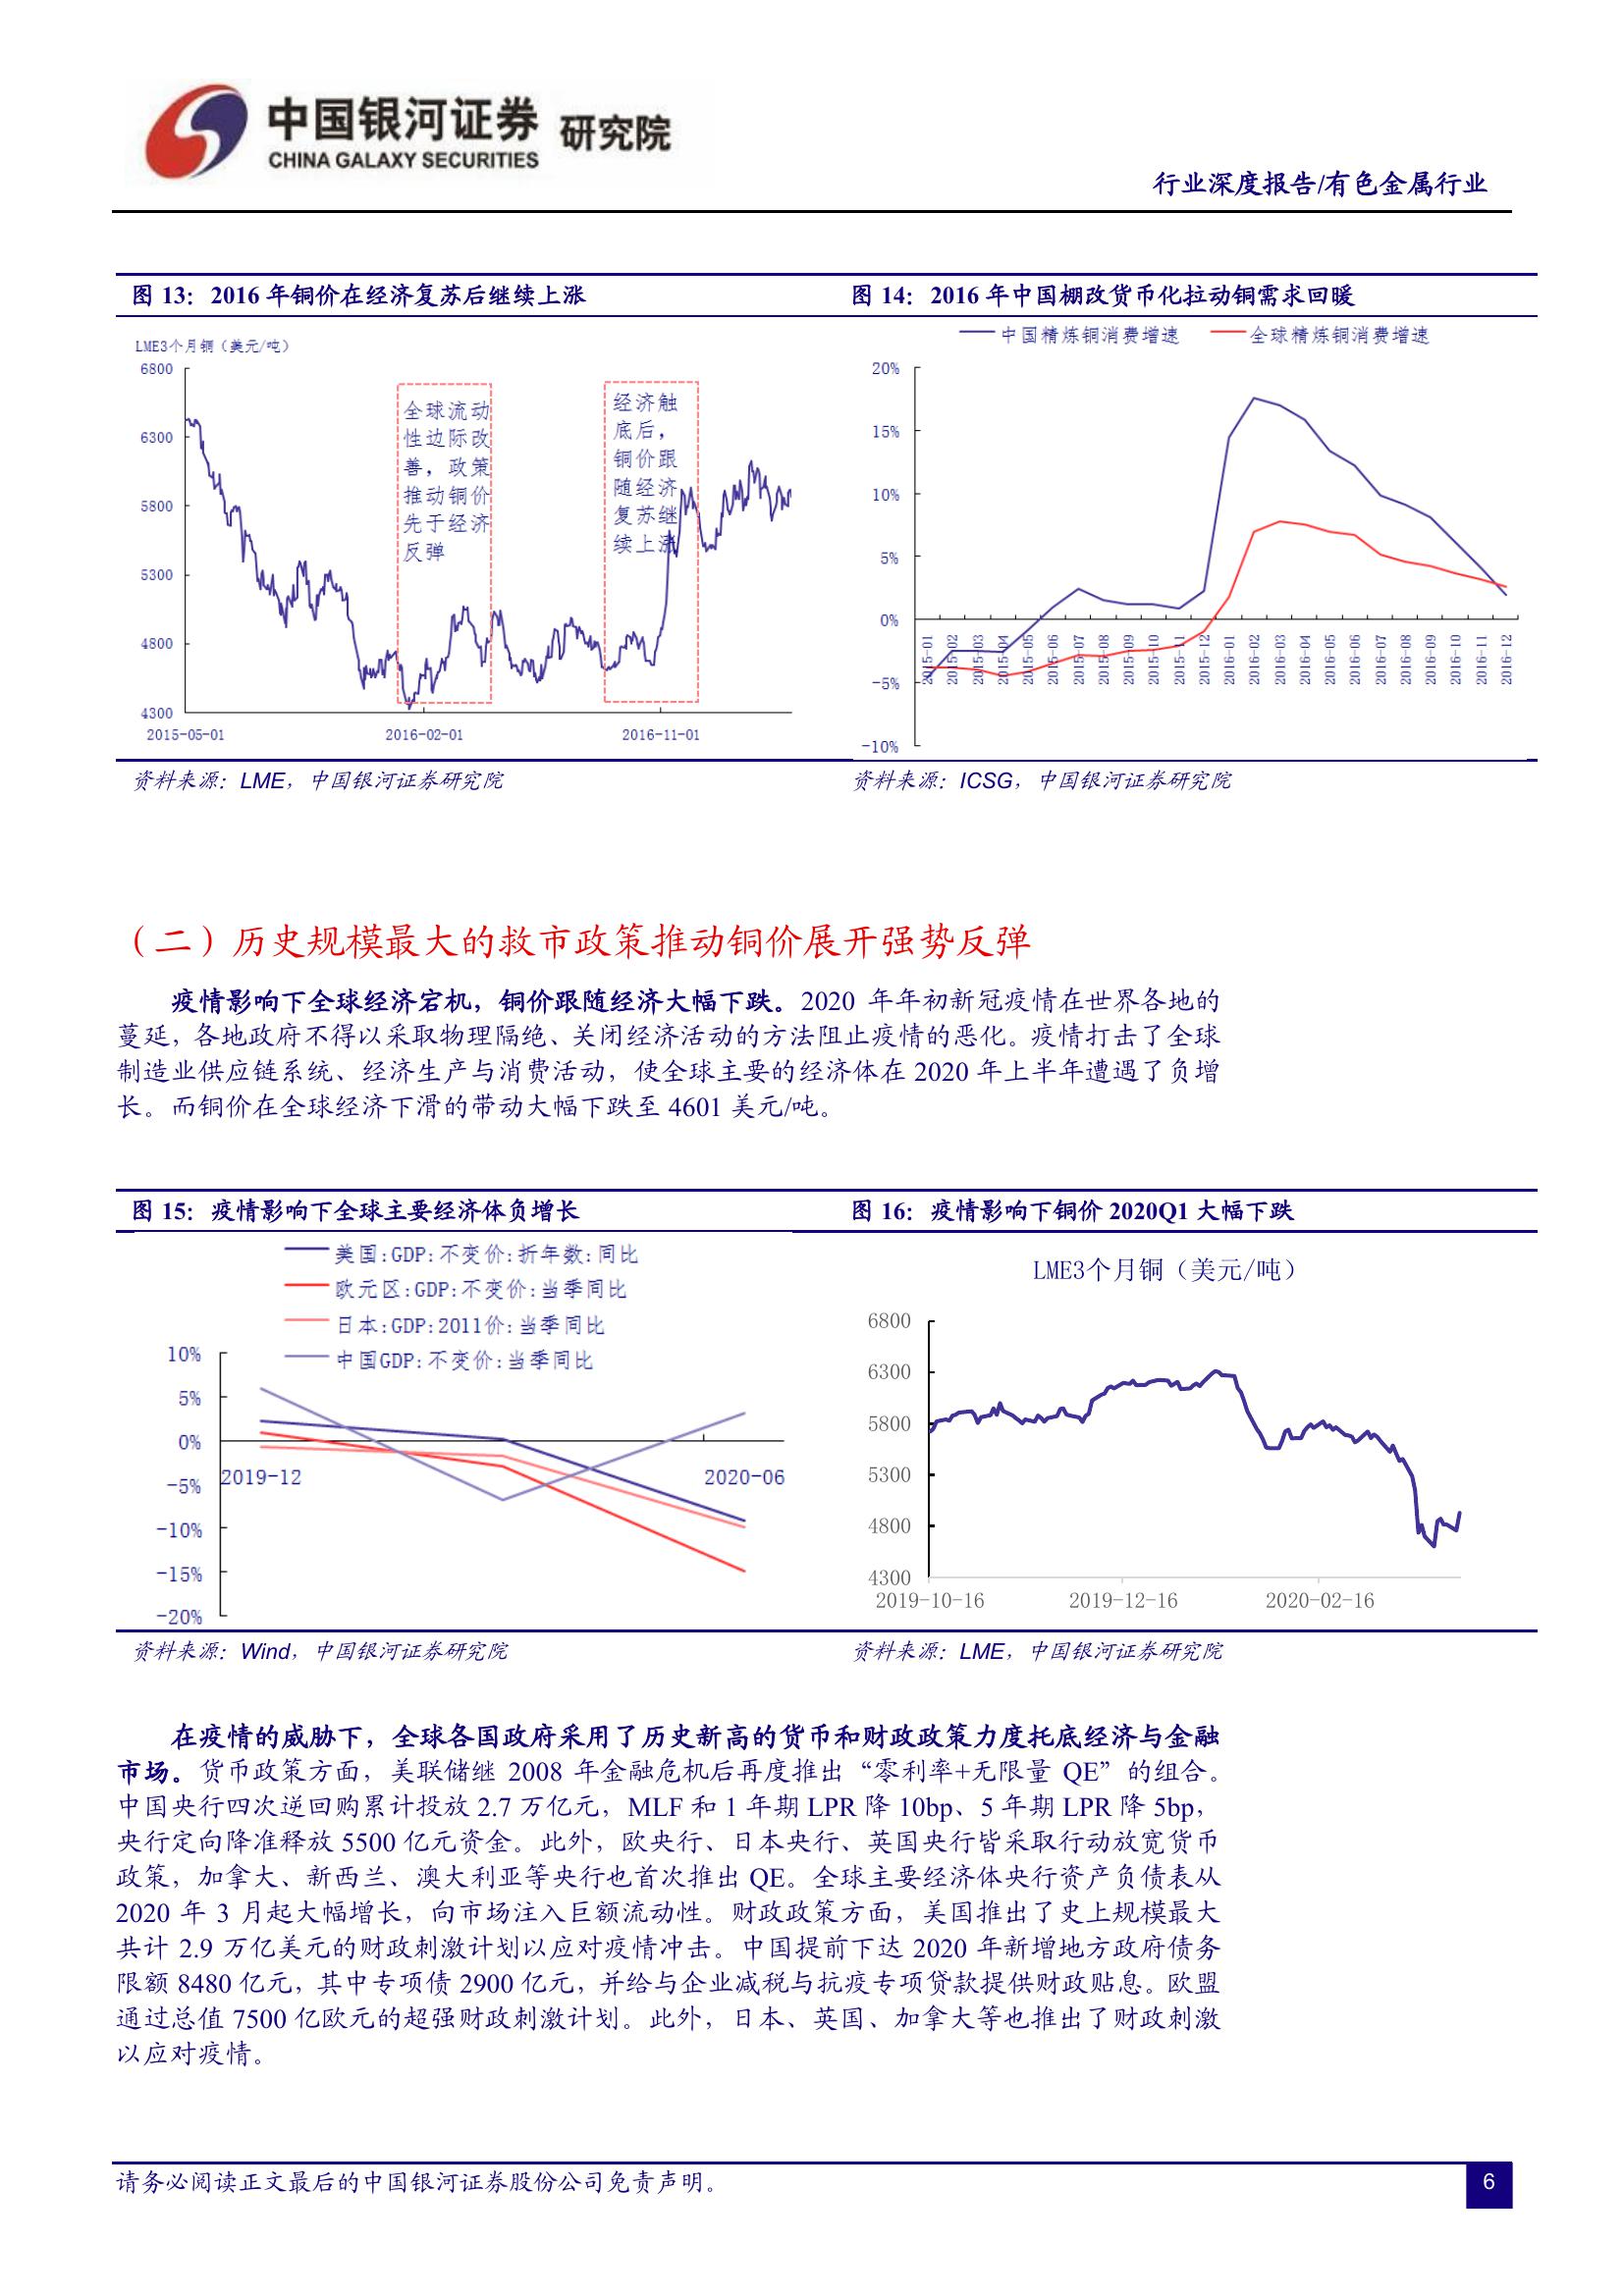 中国银河证券 研究院
CHINA GALAXY SECURITIES
行业深度报告/有色金属行业
图 13：2016 年铜价在经济复苏后继续上涨
LME3个月铜（美元/吨）
6800
6300
5800
5300
4800
4300
全球流动
性边际改
善，政策
推动铜价
先于经济
反弹
经济触
底后，
铜价跟
随经济
复苏继
续上涨
2015-05-01 2016-02-01 2016-11-01
资料来源：LME，中国银河证券研究院
图 14：2016 年中国棚改货币化拉动铜需求回暖
中国精炼铜消费增速 全球精炼铜消费增速
20%
15%
10%
5%
0%
-5%
-10%
2015-01 2015-02 2015-03 2015-04 2015-05 2015-06 2015-07 2015-08 2015-09 2015-10 2015-11 2015-12 2016-01 2016-02 2016-03 2016-04 2016-05 2016-06 2016-07 2016-08 2016-09 2016-10 2016-11 2016-12
资料来源：ICSG，中国银河证券研究院
（二）历史规模最大的救市政策推动铜价展开强势反弹
疫情影响下全球经济宕机，铜价跟随经济大幅下跌。2020 年年初新冠疫情在世界各地的
蔓延，各地政府不得以采取物理隔绝、关闭经济活动的方法阻止疫情的恶化。疫情打击了全球
制造业供应链系统、经济生产与消费活动，使全球主要的经济体在 2020 年上半年遭遇了负增
长。而铜价在全球经济下滑的带动大幅下跌至 4601 美元/吨。
图 15：疫情影响下全球主要经济体负增长
美国:GDP:不变价:折年数:同比
欧元区:GDP:不变价:当季同比
日本:GDP:2011价:当季同比
中国GDP:不变价:当季同比
10%
5%
0%
-5%
-10%
-15%
-20%
2019-12 2020-06
资料来源：Wind，中国银河证券研究院
图 16：疫情影响下铜价 2020Q1 大幅下跌
LME3个月铜（美元/吨）
6800
6300
5800
5300
4800
4300
2019-10-16 2019-12-16 2020-02-16
资料来源：LME，中国银河证券研究院
在疫情的威胁下，全球各国政府采用了历史新高的货币和财政政策力度托底经济与金融
市场。货币政策方面，美联储继 2008 年金融危机后再度推出“零利率+无限量 QE”的组合。
中国央行四次逆回购累计投放 2.7 万亿元，MLF 和 1 年期 LPR 降 10bp、5 年期 LPR 降 5bp，
央行定向降准释放 5500 亿元资金。此外，欧央行、日本央行、英国央行皆采取行动放宽货币
政策，加拿大、新西兰、澳大利亚等央行也首次推出 QE。全球主要经济体央行资产负债表从
2020 年 3 月起大幅增长，向市场注入巨额流动性。财政政策方面，美国推出了史上规模最大
共计 2.9 万亿美元的财政刺激计划以应对疫情冲击。中国提前下达 2020 年新增地方政府债务
限额 8480 亿元，其中专项债 2900 亿元，并给与企业减税与抗疫专项贷款提供财政贴息。欧盟
通过总值 7500 亿欧元的超强财政刺激计划。此外，日本、英国、加拿大等也推出了财政刺激
以应对疫情。
请务必阅读正文最后的中国银河证券股份公司免责声明。
6